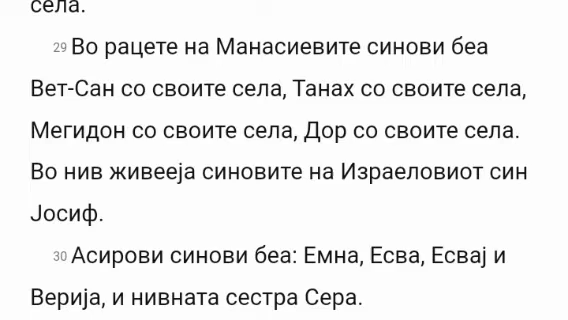 села.
29 Во рацете на Манасиевите синови беа
Вет-Сан со своите села, Танах со своите села,
Мегидон со своите села, Дор со своите села.
Во нив живееја синовите на Израеловиот син
Јосиф.
30 Асирови синови беа: Емна, Есва, Есвај и
Верија, и нивната сестра Сера.